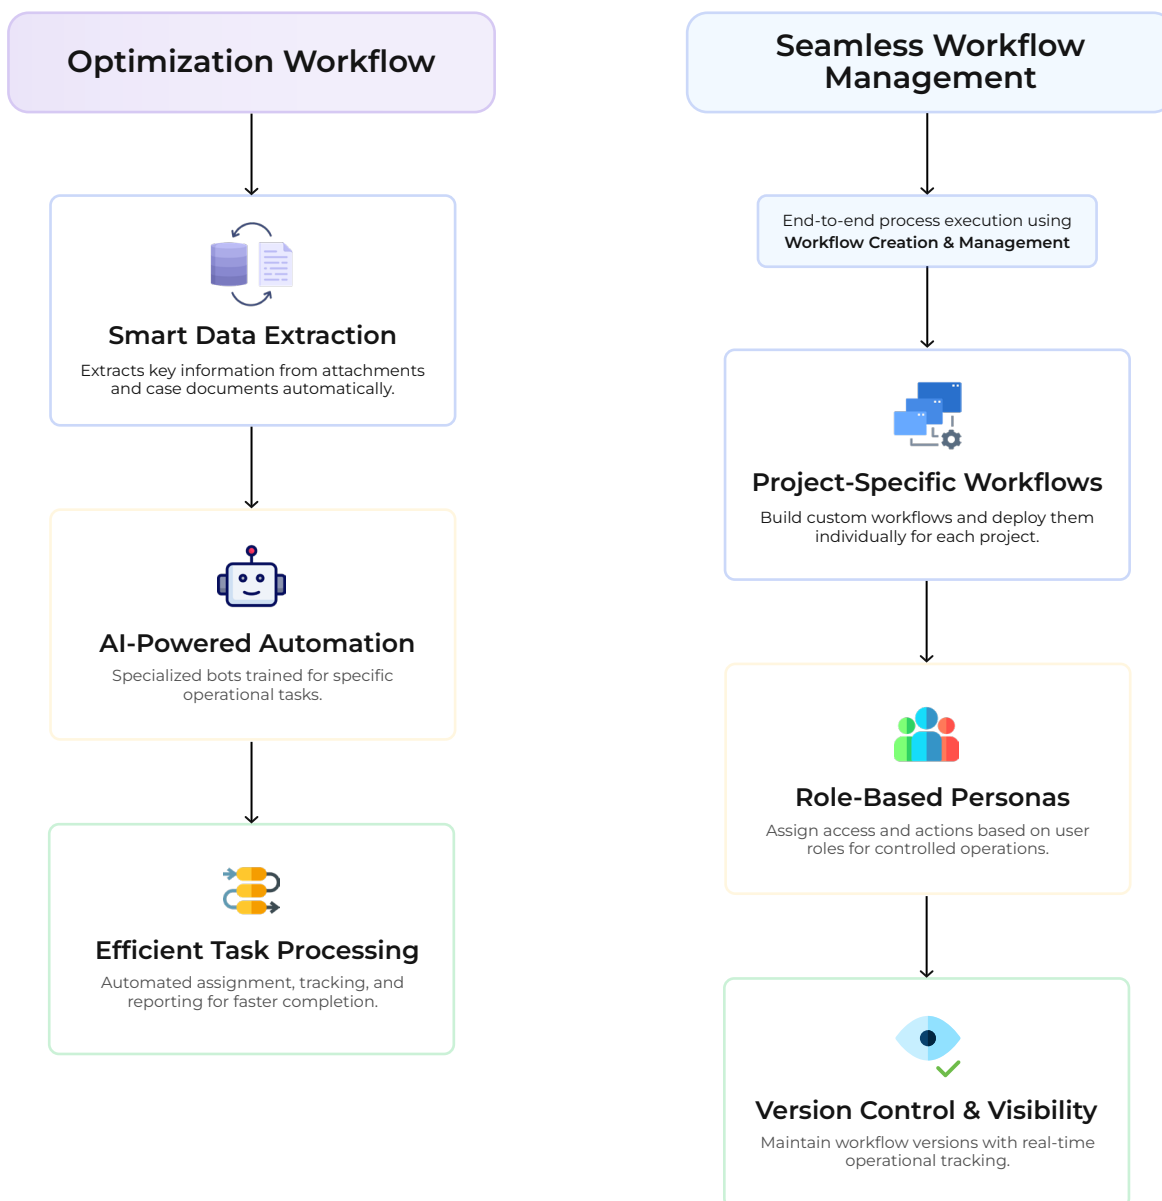 Optimization Workflow
Smart Data Extraction
Extracts key information from attachments
and case documents automatically.
AI-Powered Automation
Specialized bots trained for specific
operational tasks.
Efficient Task Processing
Automated assignment, tracking, and
reporting for faster completion.
Seamless Workflow
Management
End-to-end process execution using
Workflow Creation & Management
Project-Specific Workflows
Build custom workflows and deploy them
individually for each project.
Role-Based Personas
Assign access and actions based on user
roles for controlled operations.
Version Control & Visibility
Maintain workflow versions with real-time
operational tracking.